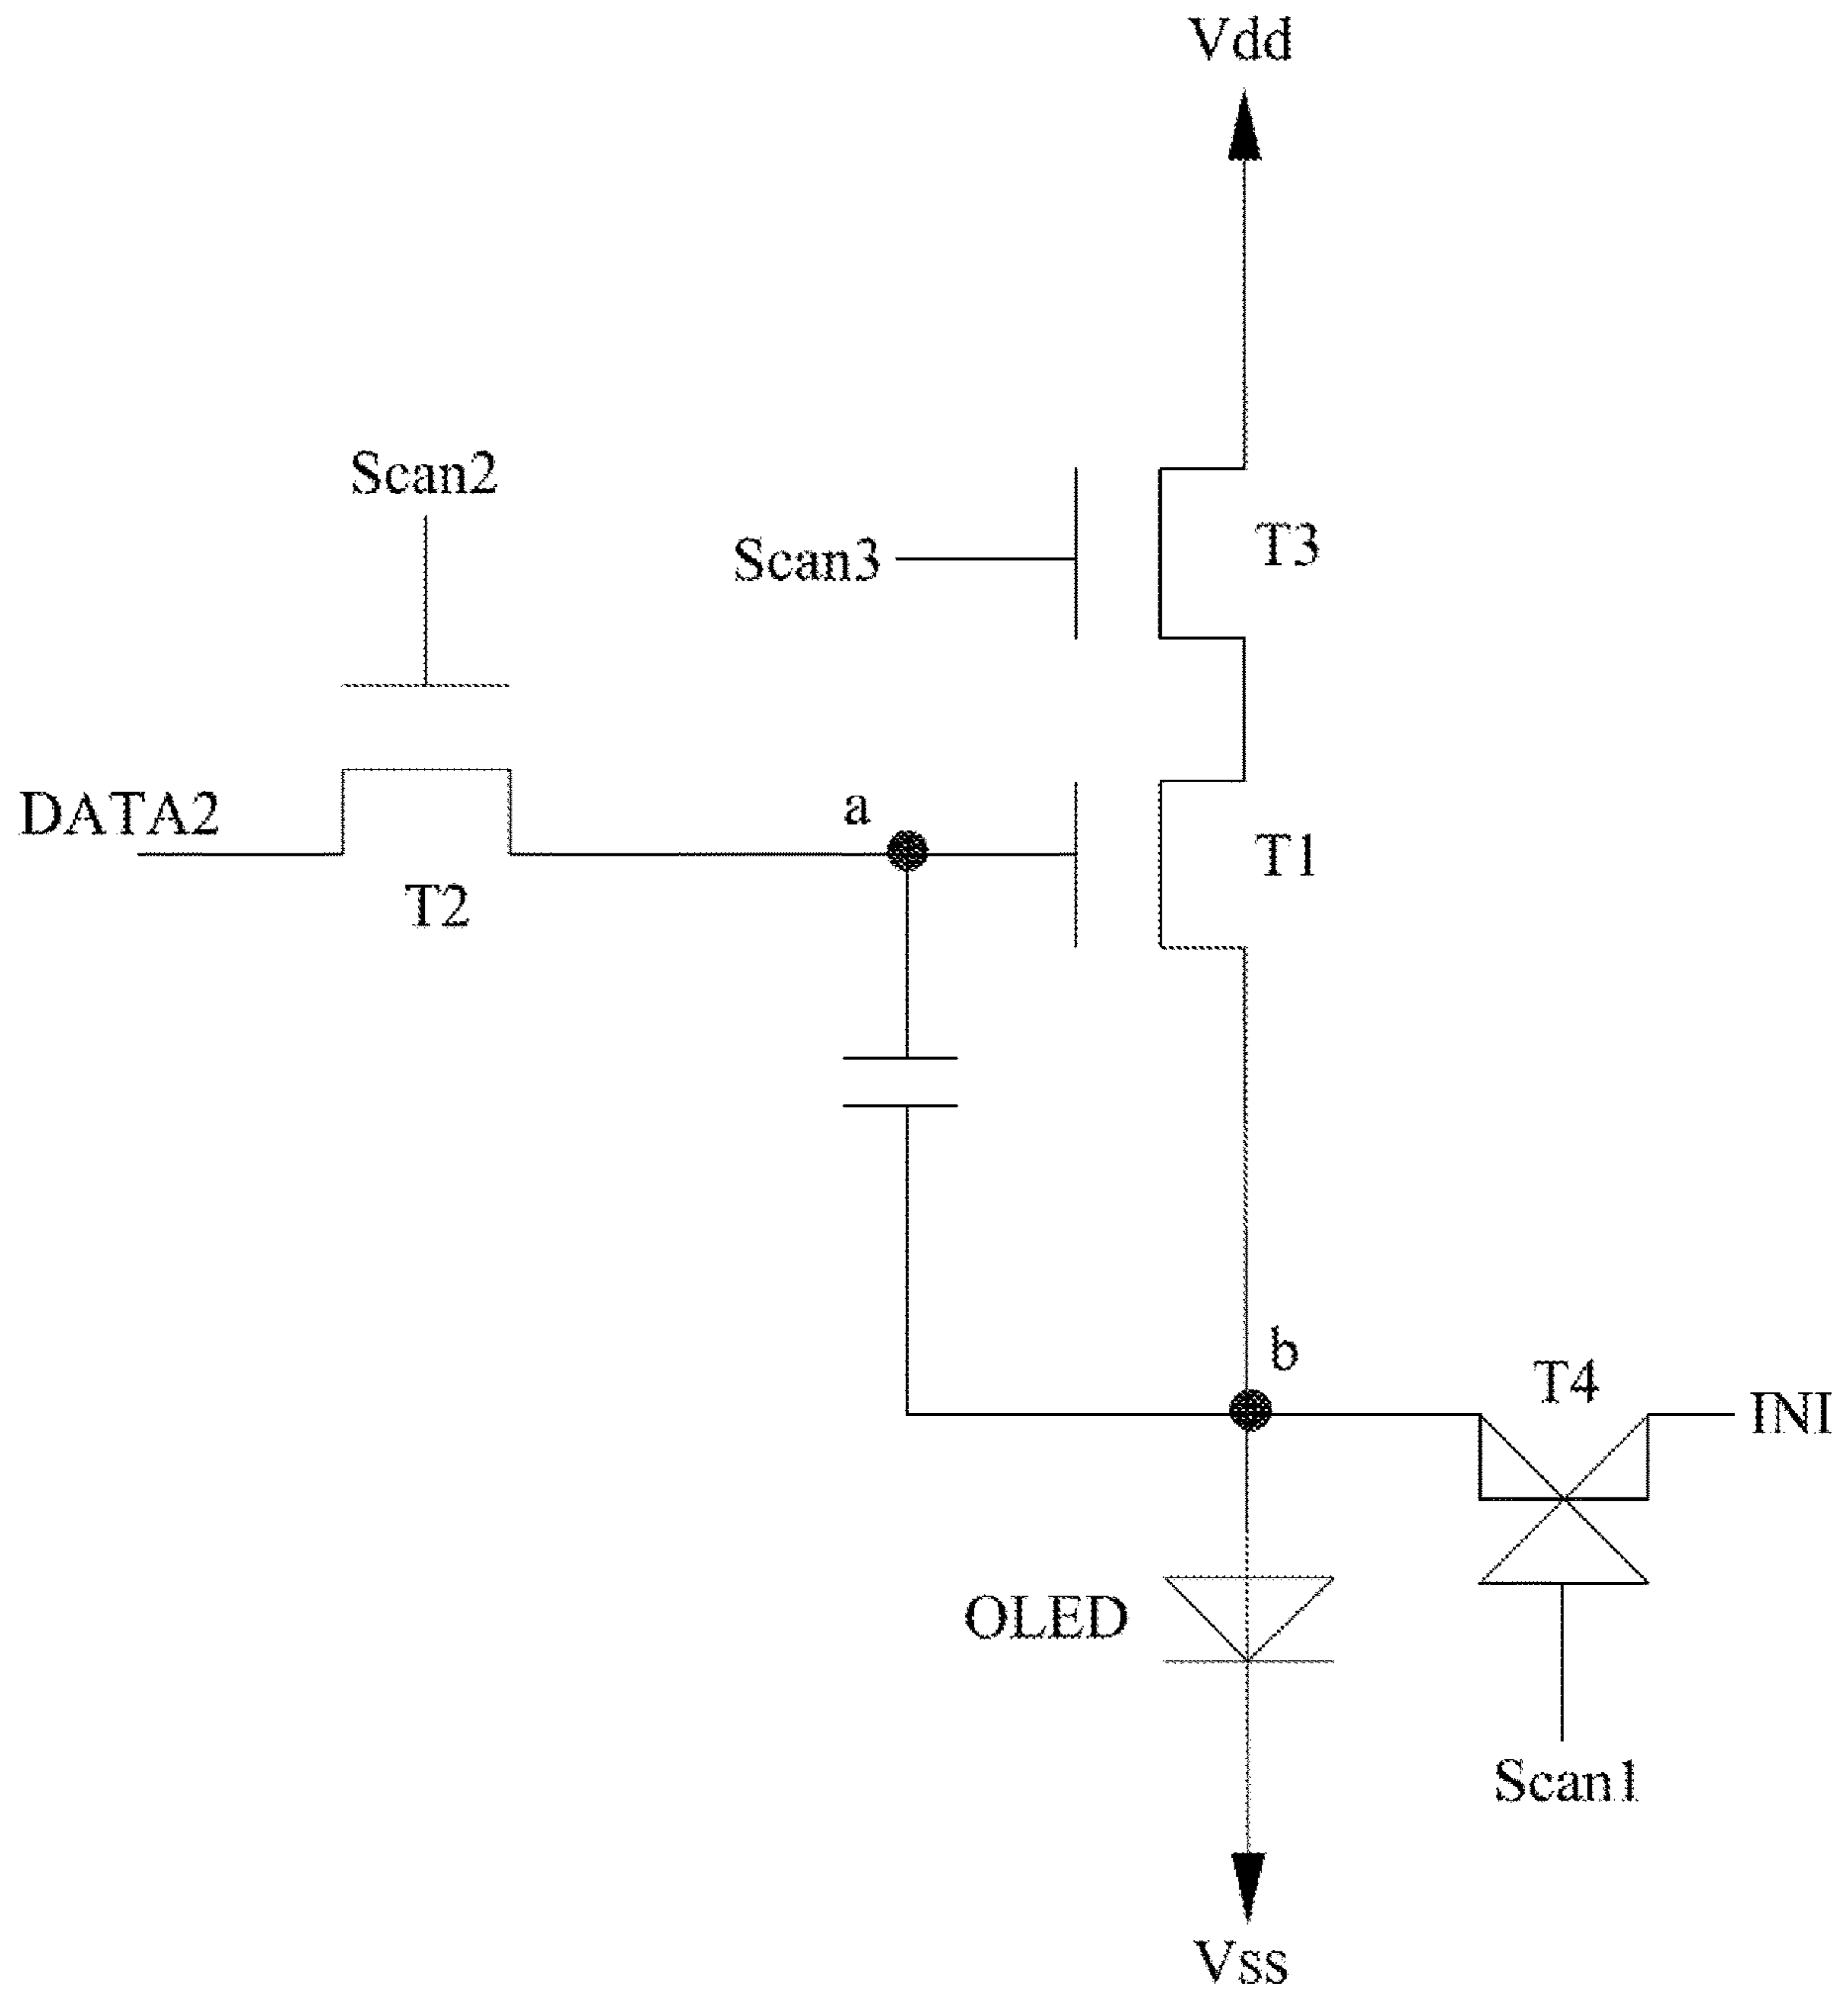 Vdd
Scan2
Scan3
T3
DATA2
a
T1
T2
b
T4
INI
OLED
Scan1
Vss